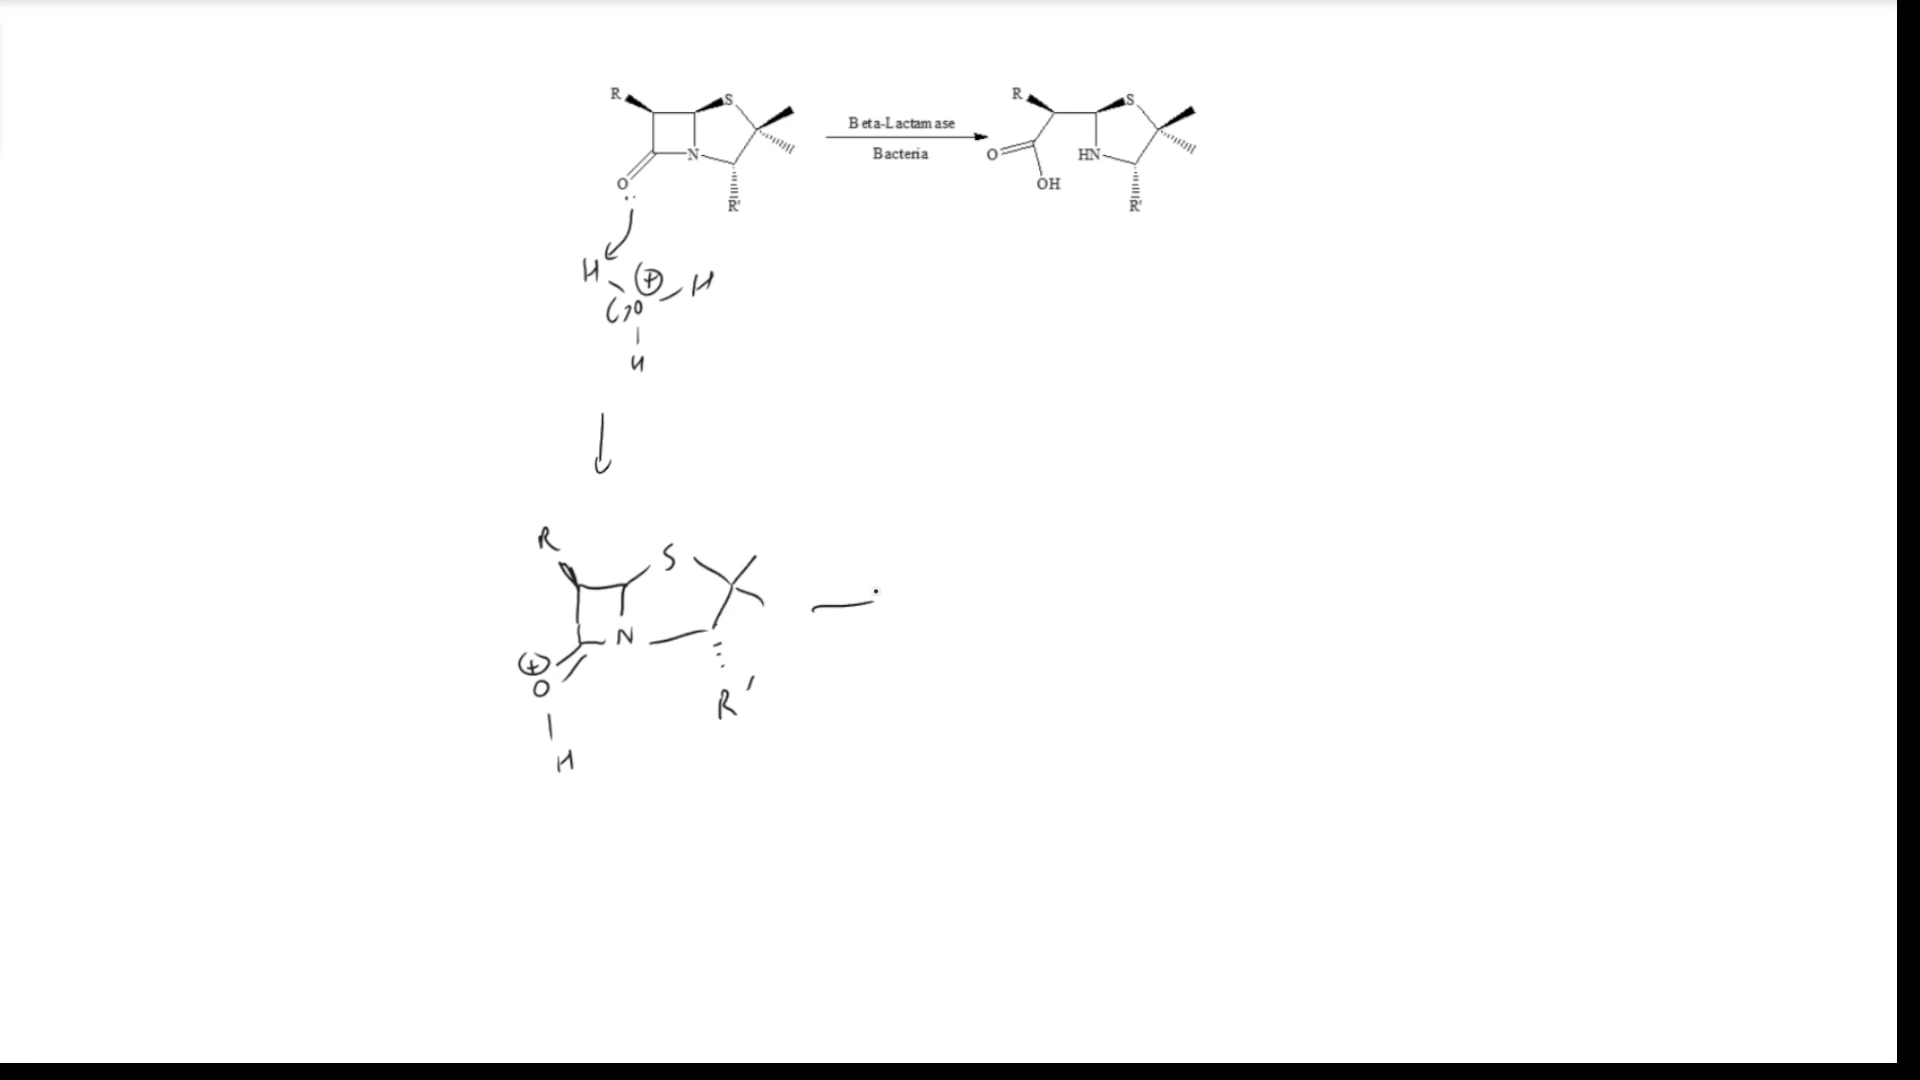 R S R S
Beta-Lactamase
Bacteria
N O HN
O OH
R' R'
H ⊕ H
O
H
R S
N
⊕
O R'
H